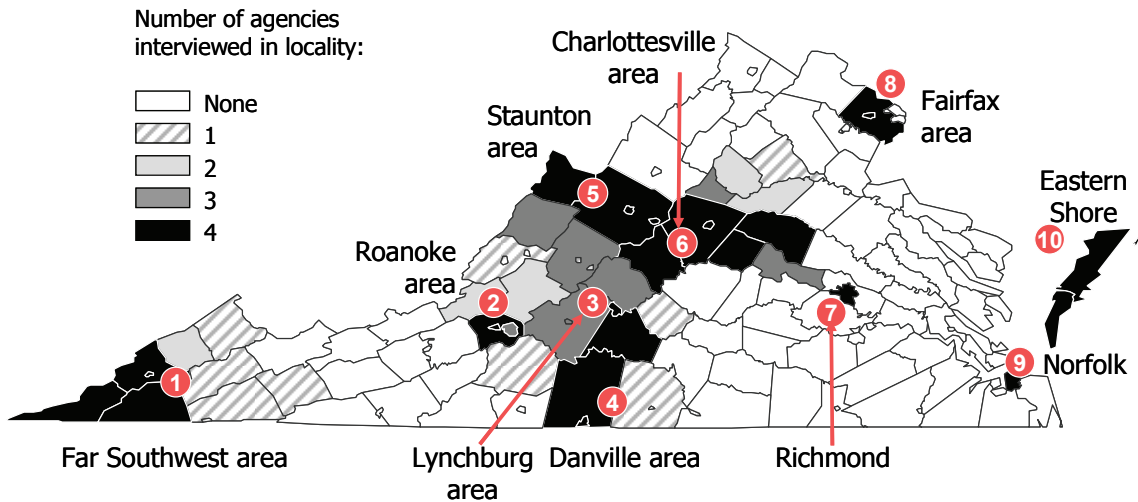 Number of agencies
interviewed in locality:
None
1
2
3
4
Charlottesville
area
8
Fairfax
area
Staunton
area
5
Eastern
Shore
10
6
Roanoke
area
2
3
7
9
Norfolk
1
4
Far Southwest area
Lynchburg
area
Danville area
Richmond